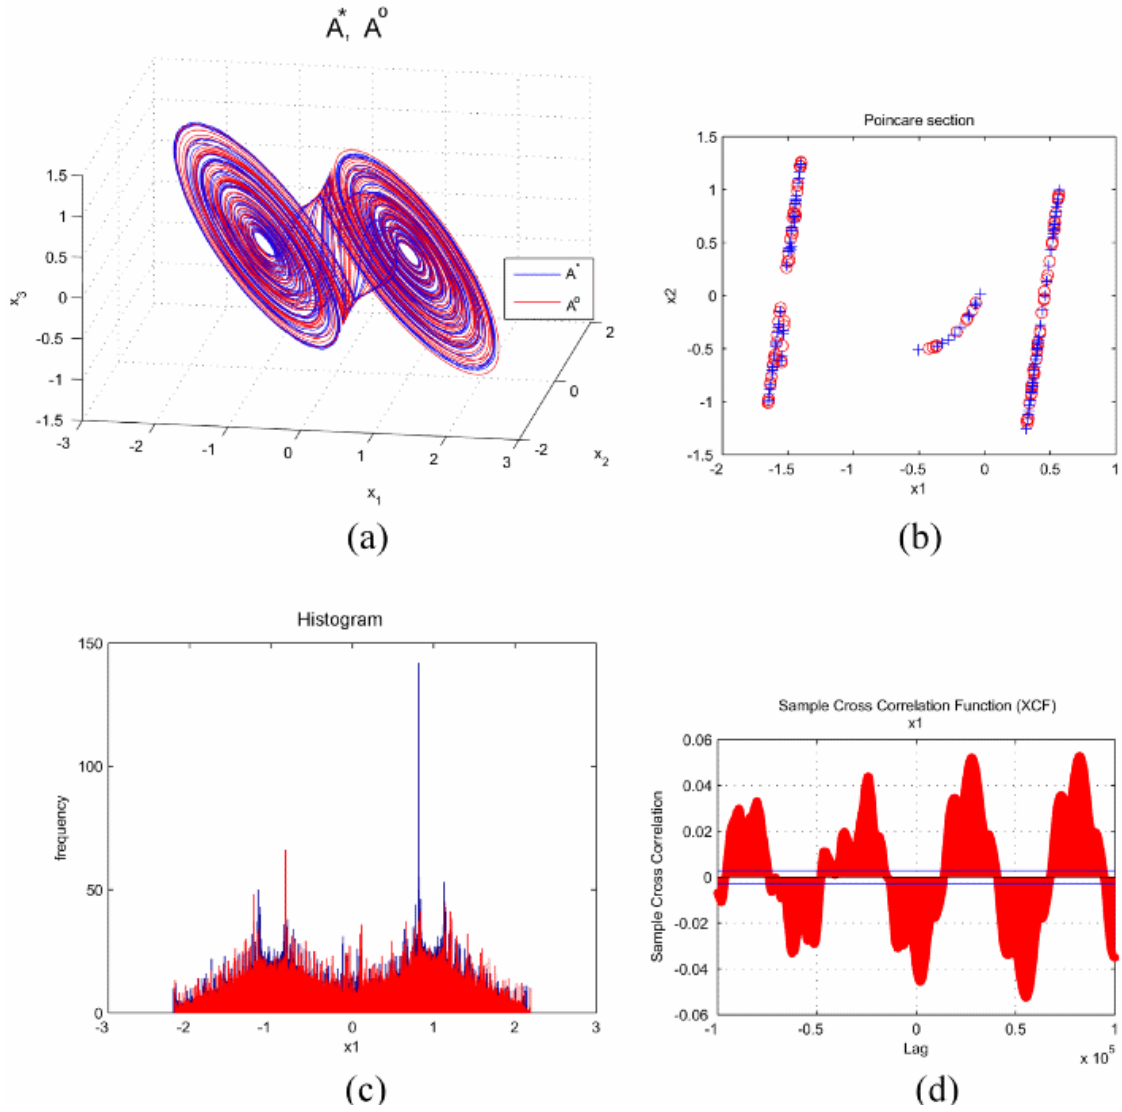 A*, A⁰
1.5
1
0.5
0
-0.5
-1
-1.5
x₃
-3
-2
-1
0
1
2
3
x₁
-2
0
2
x₂
A*
A⁰
(a)
Poincare section
1.5
1
0.5
0
-0.5
-1
-1.5
x2
-2
-1.5
-1
-0.5
0
0.5
1
x1
(b)
Histogram
150
100
50
0
frequency
-3
-2
-1
0
1
2
3
x1
(c)
Sample Cross Correlation Function (XCF)
x1
0.06
0.04
0.02
0
-0.02
-0.04
-0.06
Sample Cross Correlation
-1
-0.5
0
0.5
1
Lag
x 10⁵
(d)